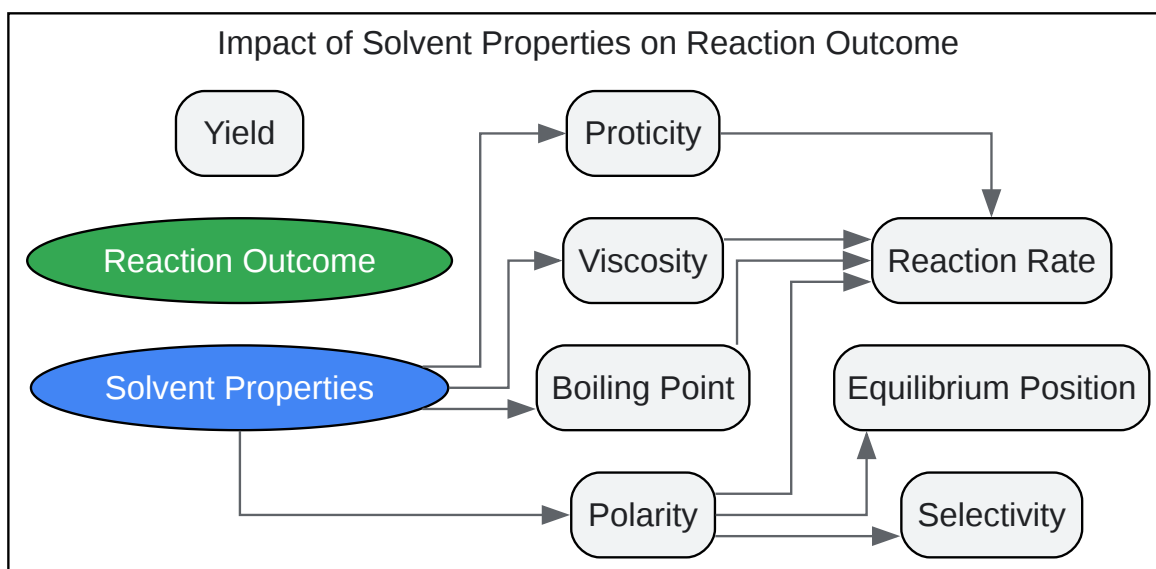 Impact of Solvent Properties on Reaction Outcome
Yield
Proticity
Reaction Outcome
Viscosity
Reaction Rate
Solvent Properties
Boiling Point
Equilibrium Position
Polarity
Selectivity